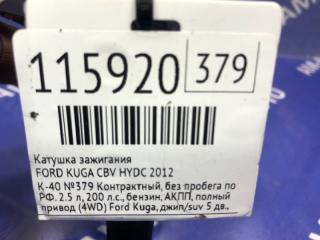 115920 379
Катушка зажигания
FORD KUGA CBV HYDC 2012
К-40 №379 Контрактный, без пробега по
РФ. 2.5 л, 200 л.с., бензин, АКПП, полный
привод (4WD) Ford Kuga, джип/suv 5 дв.,